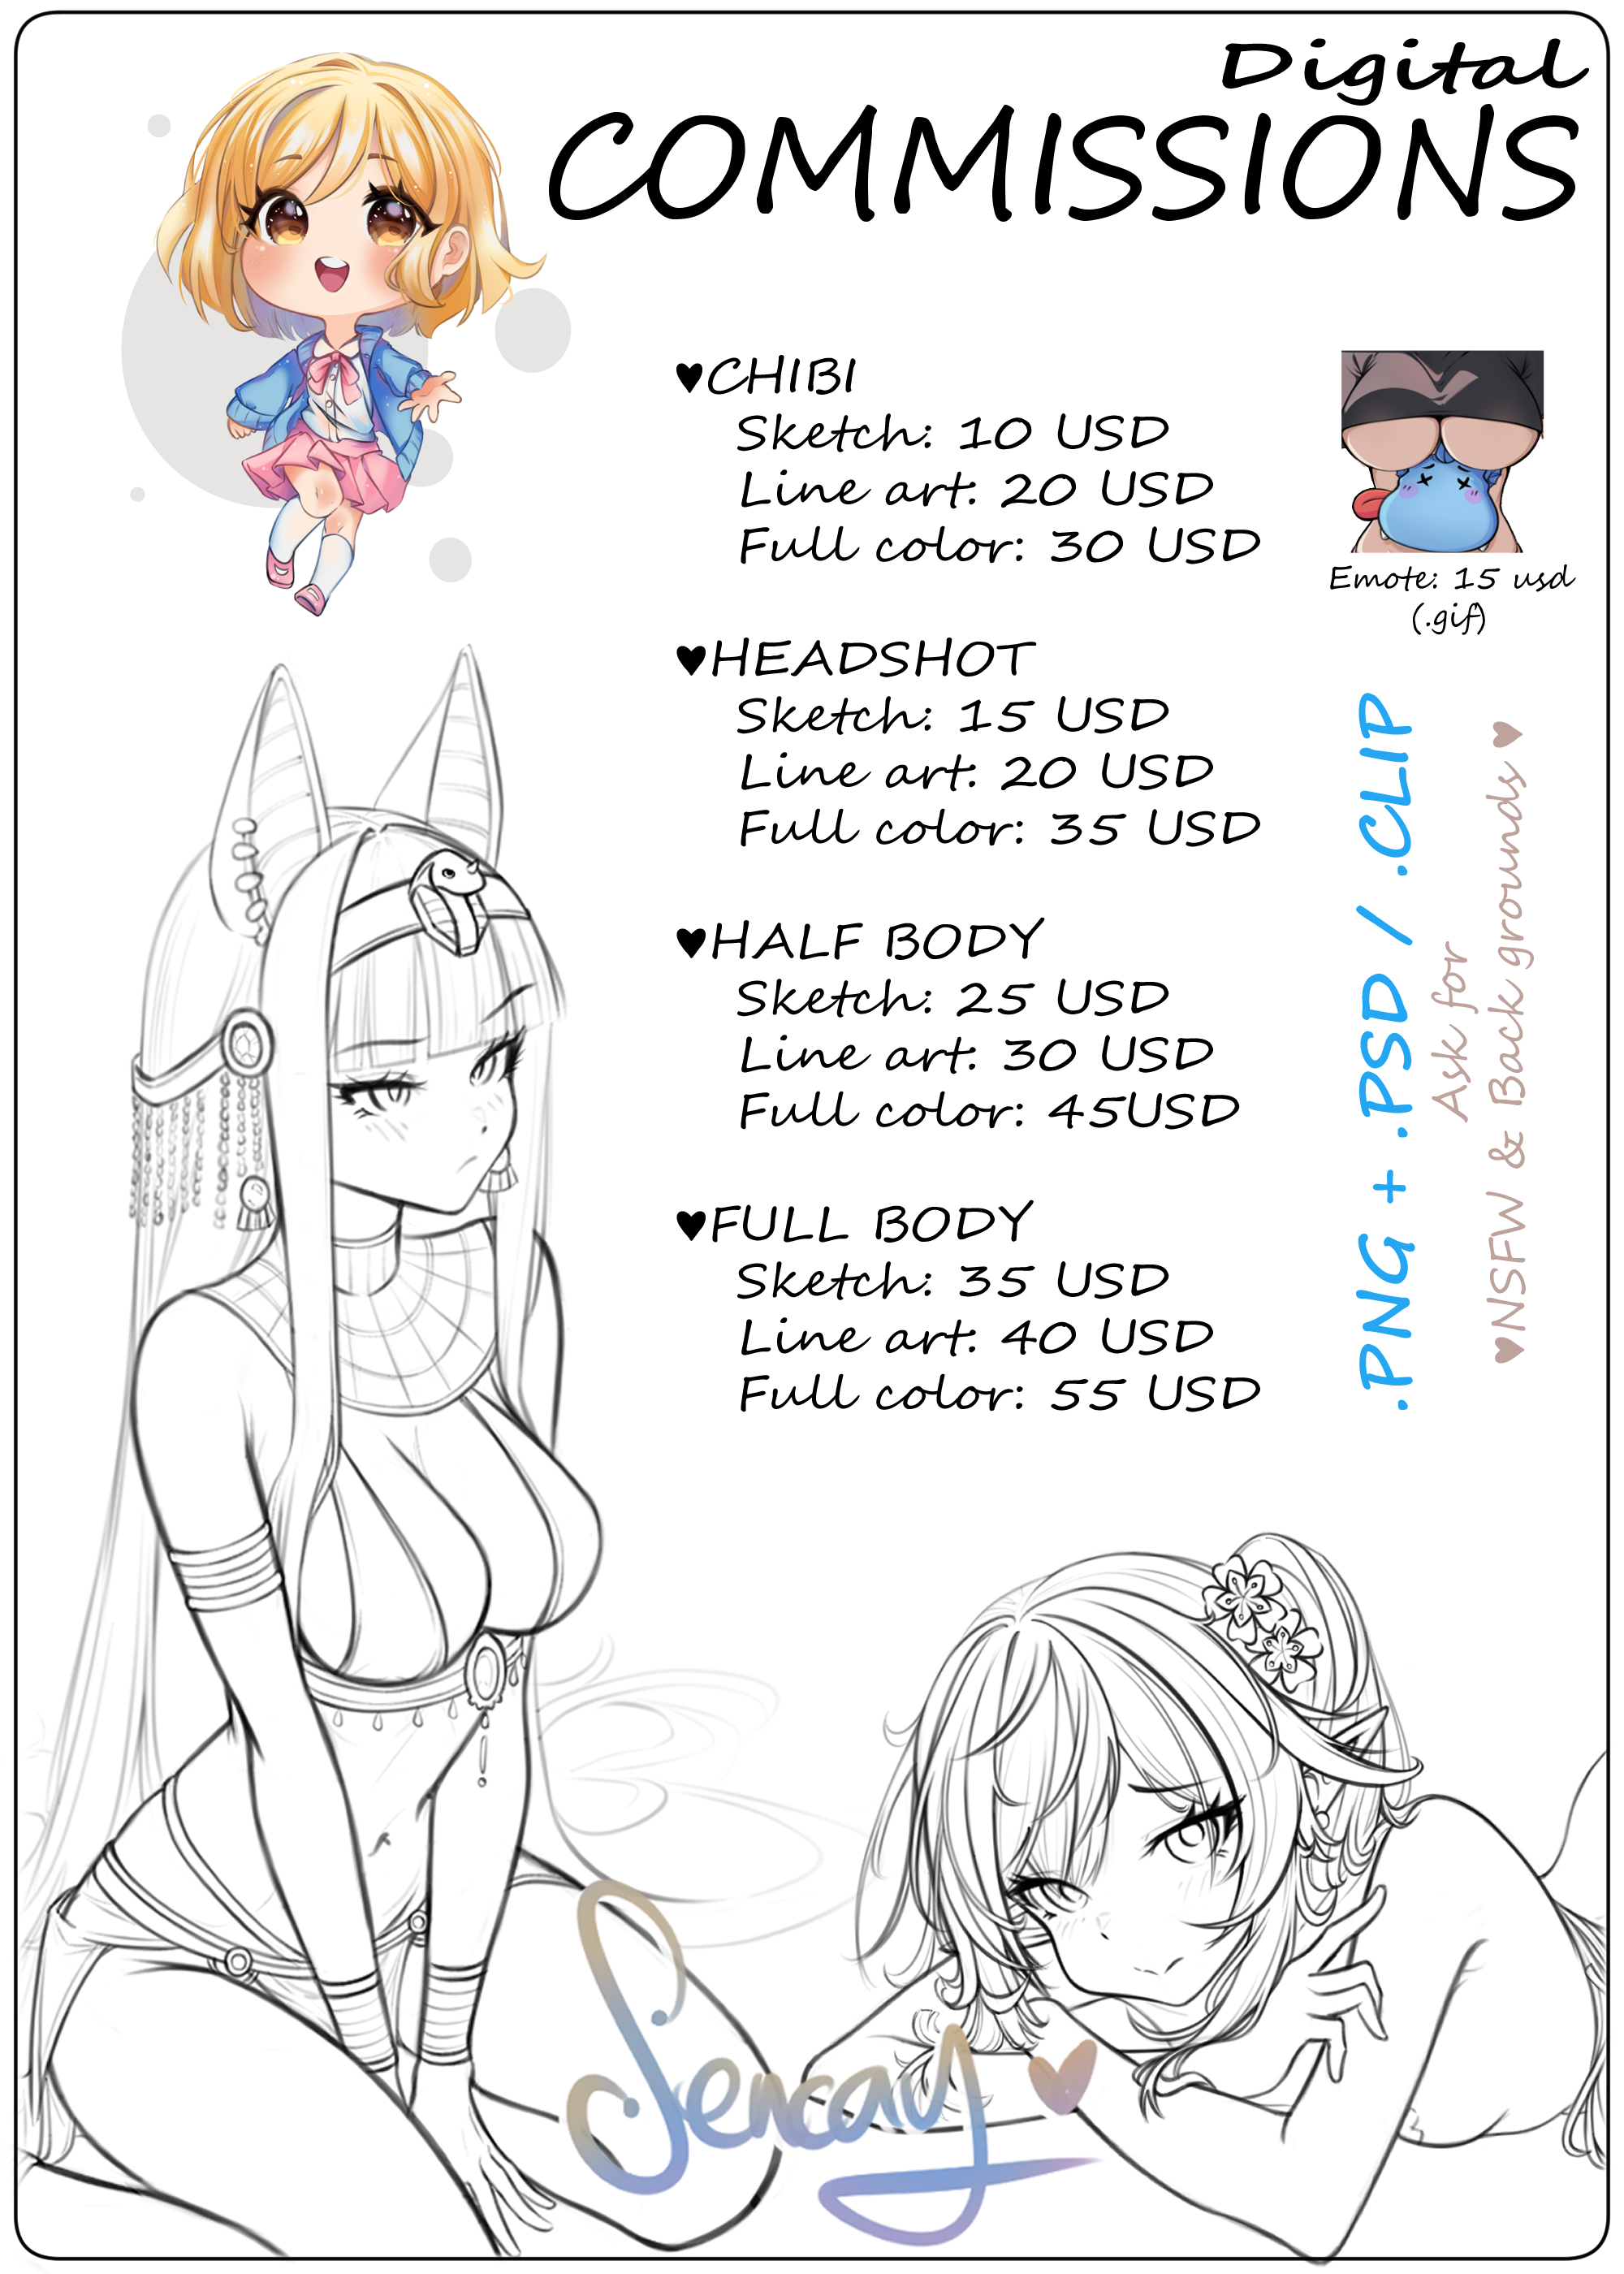 Digital
COMMISSIONS
♥CHIBI
Sketch: 10 USD
Line art: 20 USD
Full color: 30 USD
Emote: 15 usd
(.gif)
♥HEADSHOT
Sketch: 15 USD
Line art: 20 USD
Full color: 35 USD
♥HALF BODY
Sketch: 25 USD
Line art: 30 USD
Full color: 45USD
♥FULL BODY
Sketch: 35 USD
Line art: 40 USD
Full color: 55 USD
.PNG + .PSD / .CLIP
Ask for
♥NSFW & Back grounds ♥
Sencay ♥